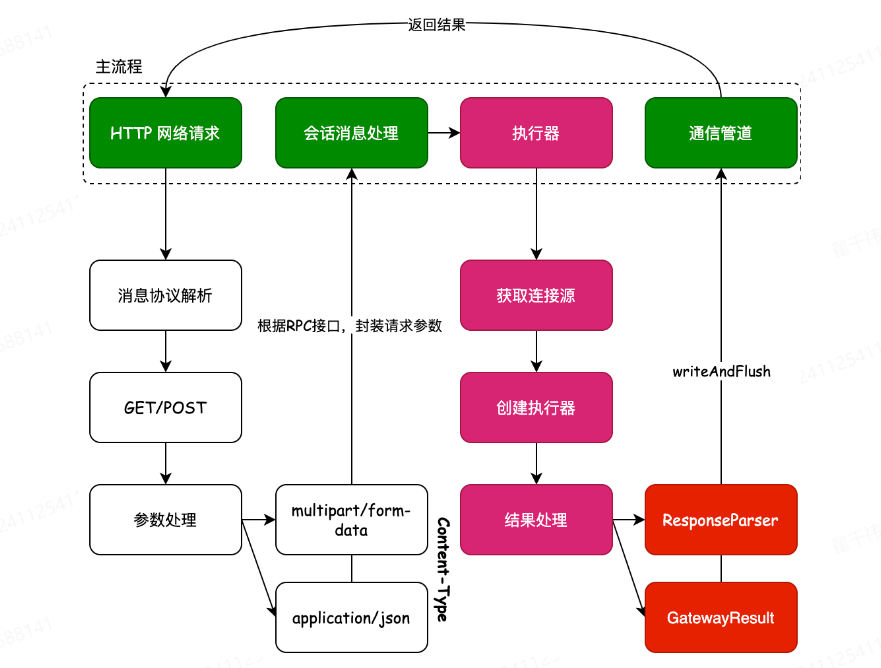 返回结果
主流程
HTTP 网络请求
会话消息处理
执行器
通信管道
消息协议解析
获取连接源
根据RPC接口，封装请求参数
writeAndFlush
GET/POST
创建执行器
参数处理
multipart/form-
data
Content-Type
结果处理
ResponseParser
application/json
GatewayResult